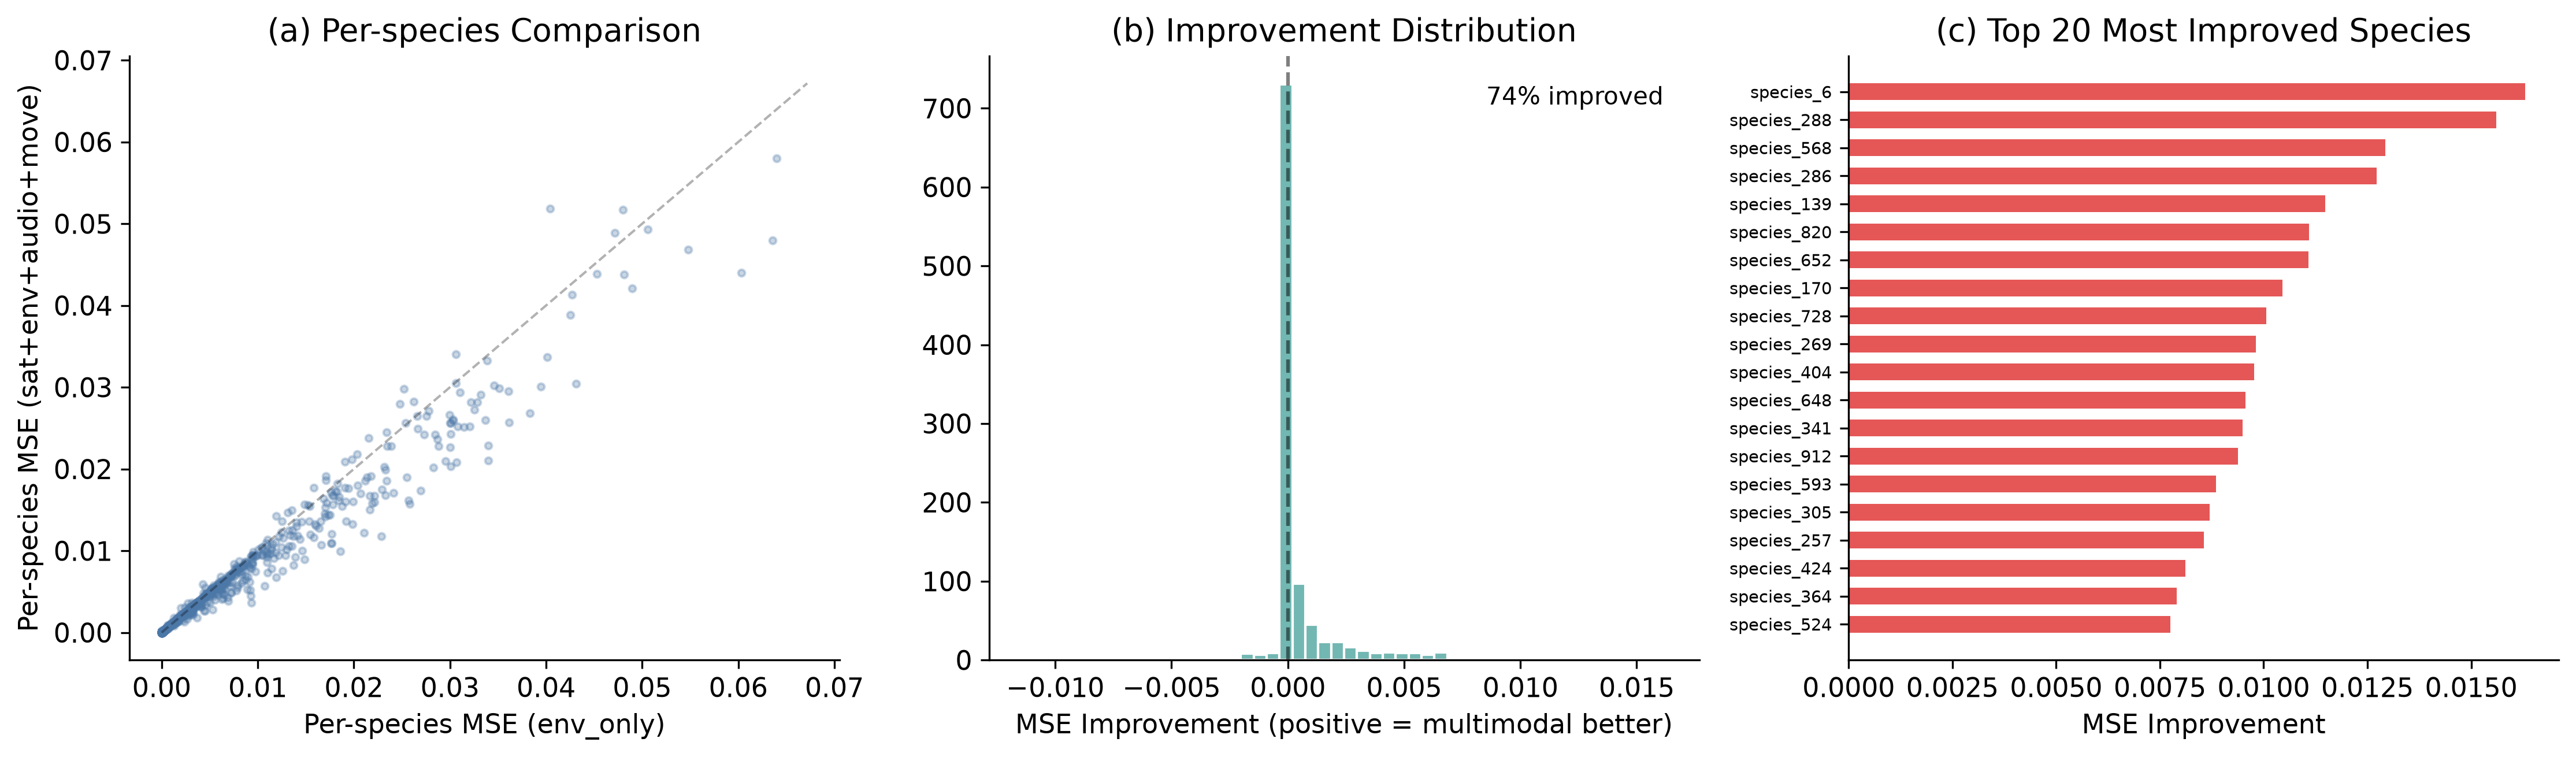 (a) Per-species Comparison
Per-species MSE (sat+env+audio+move)
0.07
0.06
0.05
0.04
0.03
0.02
0.01
0.00
0.00 0.01 0.02 0.03 0.04 0.05 0.06 0.07
Per-species MSE (env_only)
(b) Improvement Distribution
74% improved
700
600
500
400
300
200
100
0
−0.010 −0.005 0.000 0.005 0.010 0.015
MSE Improvement (positive = multimodal better)
(c) Top 20 Most Improved Species
species_6
species_288
species_568
species_286
species_139
species_820
species_652
species_170
species_728
species_269
species_404
species_648
species_341
species_912
species_593
species_305
species_257
species_424
species_364
species_524
0.0000 0.0025 0.0050 0.0075 0.0100 0.0125 0.0150
MSE Improvement